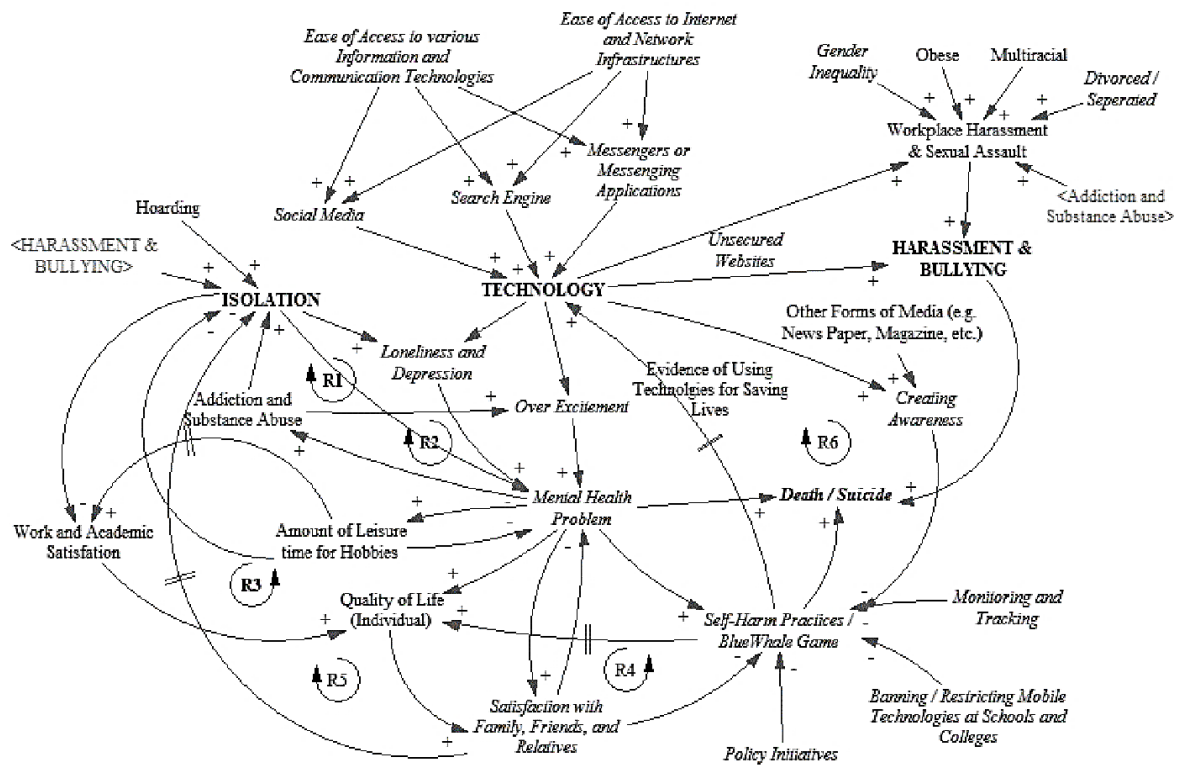 Ease of Access to various
Information and
Communication Technologies
Ease of Access to Internet
and Network
Infrastructures
Gender
Inequality
Obese
Multiracial
Divorced /
Seperated
Workplace Harassment
& Sexual Assault
Messengers or
Messenging
Applications
Search Engine
Social Media
Hoarding
<HARASSMENT &
BULLYING>
<Addiction and
Substance Abuse>
Unsecured
Websites
HARASSMENT &
BULLYING
ISOLATION
TECHNOLOGY
Other Forms of Media (e.g.
News Paper, Magazine, etc.)
Loneliness and
Depression
R1
Evidence of Using
Technolgies for Saving
Lives
Addiction and
Substance Abuse
Over Excitement
Creating
Awareness
R2
R6
Mental Health
Problem
Death / Suicide
Work and Academic
Satisfation
Amount of Leisure
time for Hobbies
R3
Quality of Life
(Individual)
Self-Harm Practices /
BlueWhale Game
Monitoring and
Tracking
R4
R5
Satisfaction with
Family, Friends, and
Relatives
Policy Initiatives
Banning / Restricting Mobile
Technologies at Schools and
Colleges